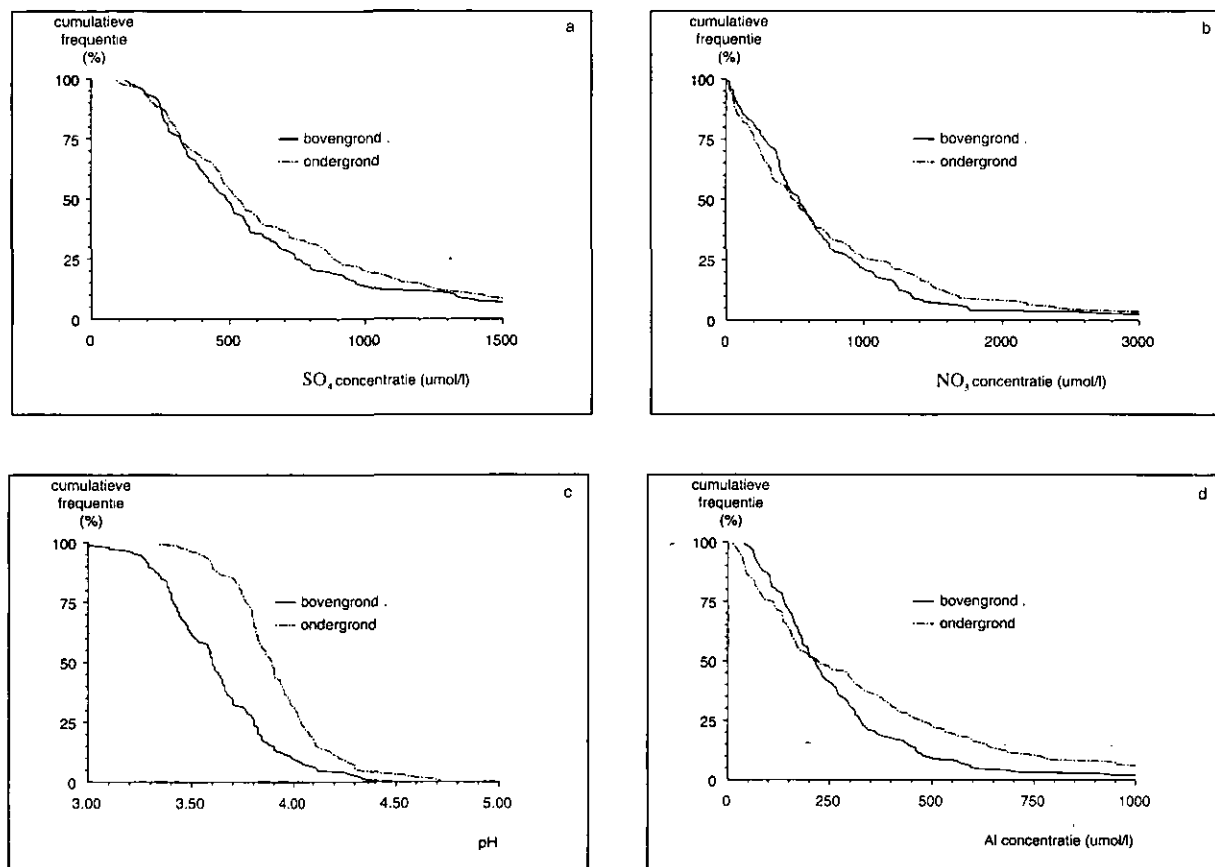 cumulatieve
frequentie
(%)
a
100
75
50
25
0
bovengrond .
ondergrond
0 500 1000 1500
SO₄ concentratie (umol/l)
cumulatieve
frequentie
(%)
b
100
75
50
25
0
bovengrond .
ondergrond
0 1000 2000 3000
NO₃ concentratie (umol/l)
cumulatieve
frequentie
(%)
c
100
75
50
25
0
bovengrond .
ondergrond
3.00 3.50 4.00 4.50 5.00
pH
cumulatieve
frequentie
(%)
d
100
75
50
25
0
bovengrond .
ondergrond
0 250 500 750 1000
Al concentratie (umol/l)